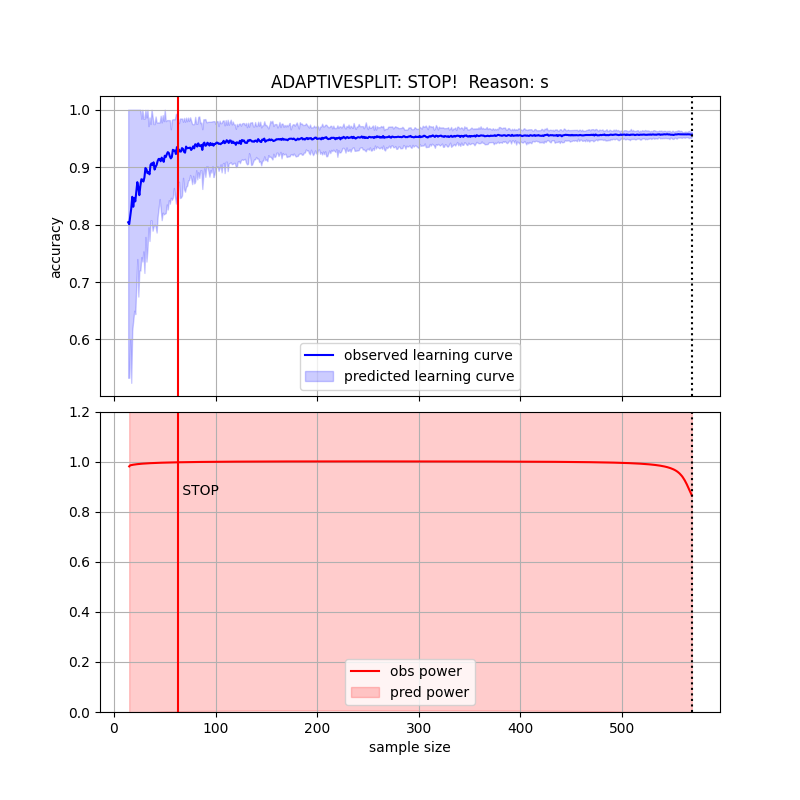 ADAPTIVESPLIT: STOP!  Reason: s
1.0
0.9
0.8
0.7
0.6
accuracy
observed learning curve
predicted learning curve
1.2
1.0
0.8
0.6
0.4
0.2
0.0
STOP
obs power
pred power
0 100 200 300 400 500
sample size